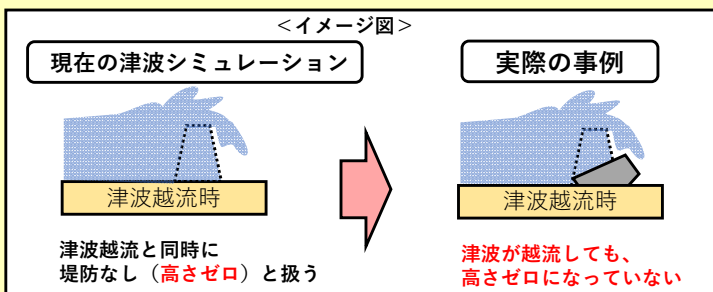 ＜イメージ図＞
現在の津波シミュレーション
実際の事例
津波越流時
津波越流時
津波越流と同時に
堤防なし（高さゼロ）と扱う
津波が越流しても、
高さゼロになっていない